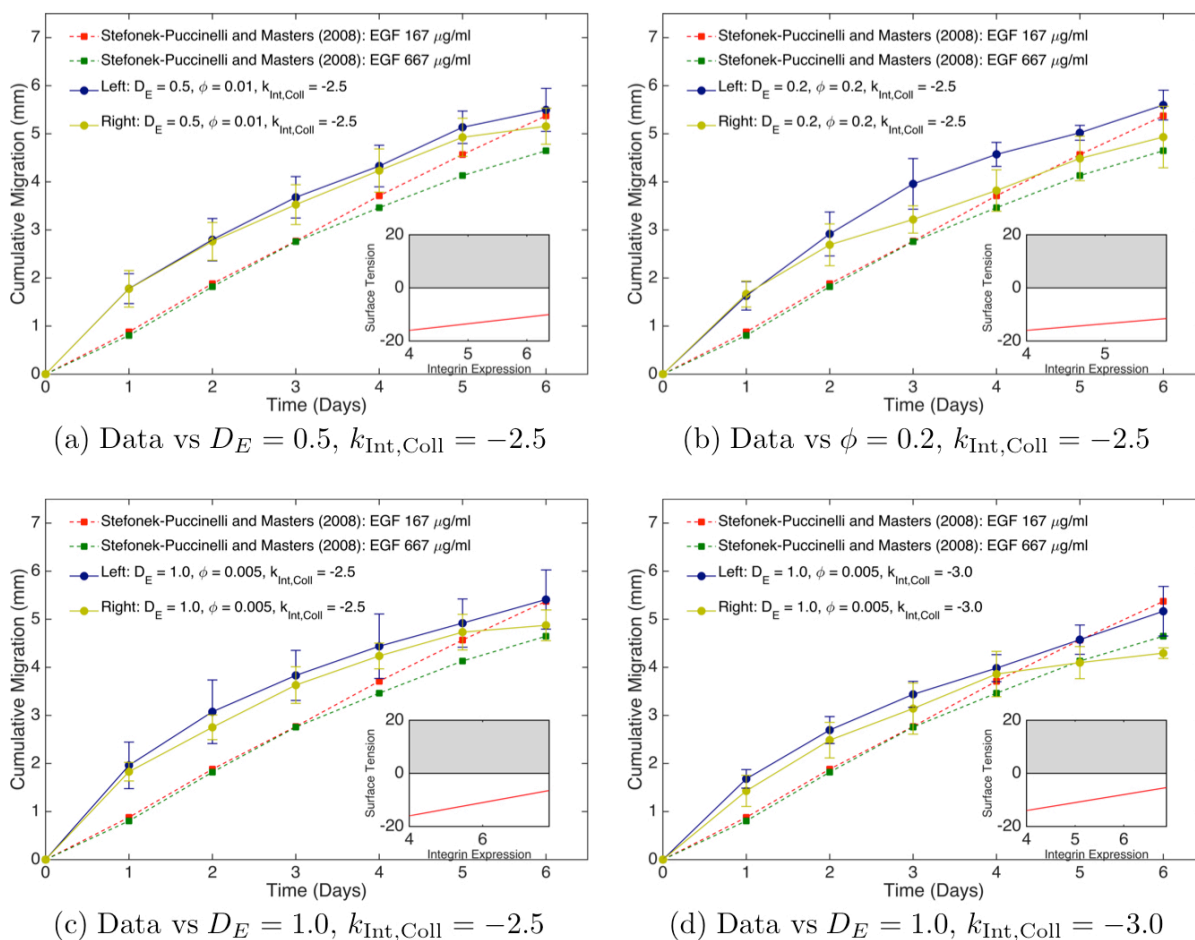 Stefonek-Puccinelli and Masters (2008): EGF 167 μg/ml
Stefonek-Puccinelli and Masters (2008): EGF 667 μg/ml
Left: D_E = 0.5, ϕ = 0.01, k_Int,Coll = -2.5
Right: D_E = 0.5, ϕ = 0.01, k_Int,Coll = -2.5
Cumulative Migration (mm)
7
6
5
4
3
2
1
0
Surface Tension
20
0
-20
4 5 6
Integrin Expression
0 1 2 3 4 5 6
Time (Days)
(a) Data vs D_E = 0.5, k_Int,Coll = −2.5
Stefonek-Puccinelli and Masters (2008): EGF 167 μg/ml
Stefonek-Puccinelli and Masters (2008): EGF 667 μg/ml
Left: D_E = 0.2, ϕ = 0.2, k_Int,Coll = -2.5
Right: D_E = 0.2, ϕ = 0.2, k_Int,Coll = -2.5
Cumulative Migration (mm)
7
6
5
4
3
2
1
0
Surface Tension
20
0
-20
4 5
Integrin Expression
0 1 2 3 4 5 6
Time (Days)
(b) Data vs ϕ = 0.2, k_Int,Coll = −2.5
Stefonek-Puccinelli and Masters (2008): EGF 167 μg/ml
Stefonek-Puccinelli and Masters (2008): EGF 667 μg/ml
Left: D_E = 1.0, ϕ = 0.005, k_Int,Coll = -2.5
Right: D_E = 1.0, ϕ = 0.005, k_Int,Coll = -2.5
Cumulative Migration (mm)
7
6
5
4
3
2
1
0
Surface Tension
20
0
-20
4 6
Integrin Expression
0 1 2 3 4 5 6
Time (Days)
(c) Data vs D_E = 1.0, k_Int,Coll = −2.5
Stefonek-Puccinelli and Masters (2008): EGF 167 μg/ml
Stefonek-Puccinelli and Masters (2008): EGF 667 μg/ml
Left: D_E = 1.0, ϕ = 0.005, k_Int,Coll = -3.0
Right: D_E = 1.0, ϕ = 0.005, k_Int,Coll = -3.0
Cumulative Migration (mm)
7
6
5
4
3
2
1
0
Surface Tension
20
0
-20
4 5 6
Integrin Expression
0 1 2 3 4 5 6
Time (Days)
(d) Data vs D_E = 1.0, k_Int,Coll = −3.0